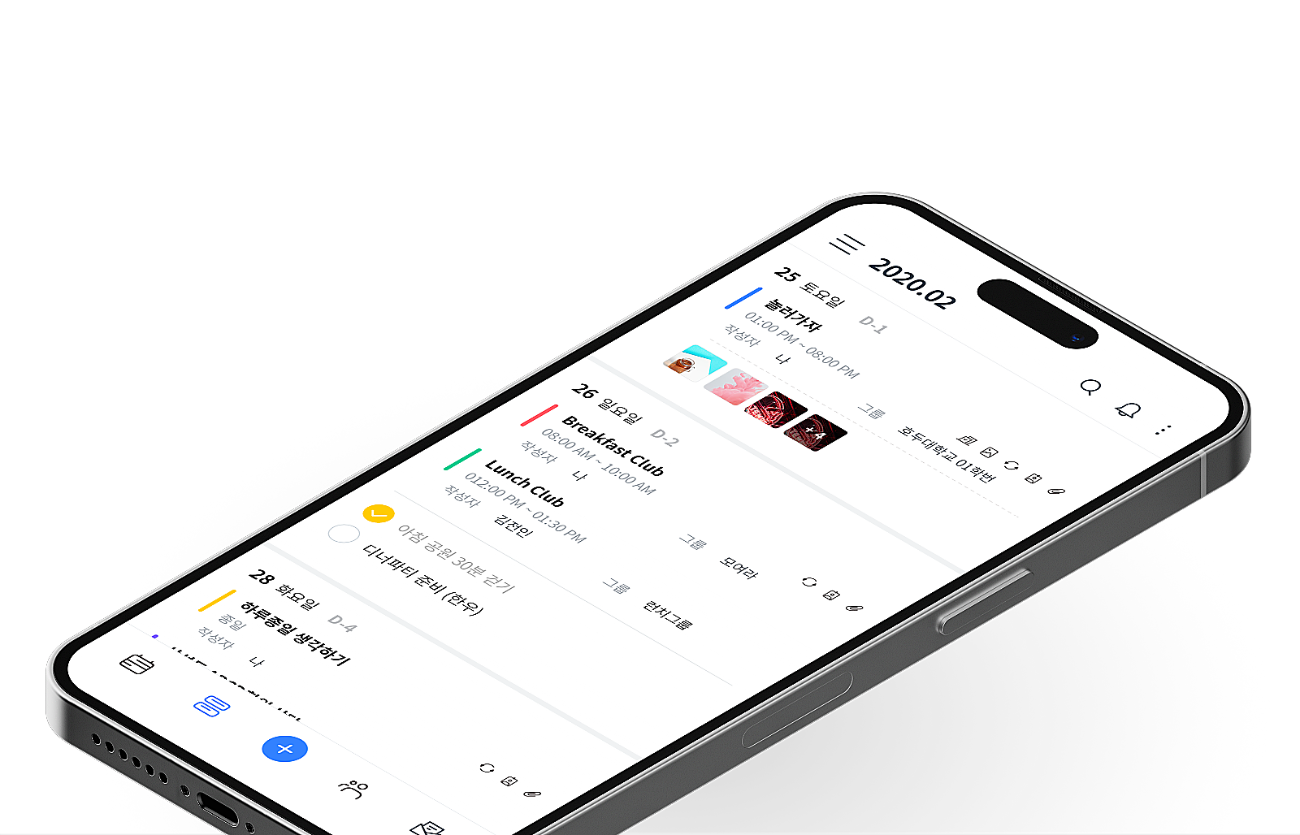 2020.02
25 토요일 D-1
놀러가자
01:00 PM ~ 08:00 PM
작성자 나 그룹 호두대학교 01학번
+4
26 일요일 D-2
Breakfast Club
08:00 AM ~ 10:00 AM
작성자 나 그룹 모여라
Lunch Club
012:00 PM ~ 01:30 PM
작성자 김전인 그룹 런치그룹
아침 공원 30분 걷기
디너파티 준비 (한우)
28 화요일 D-4
하루종일 생각하기
종일
작성자 나